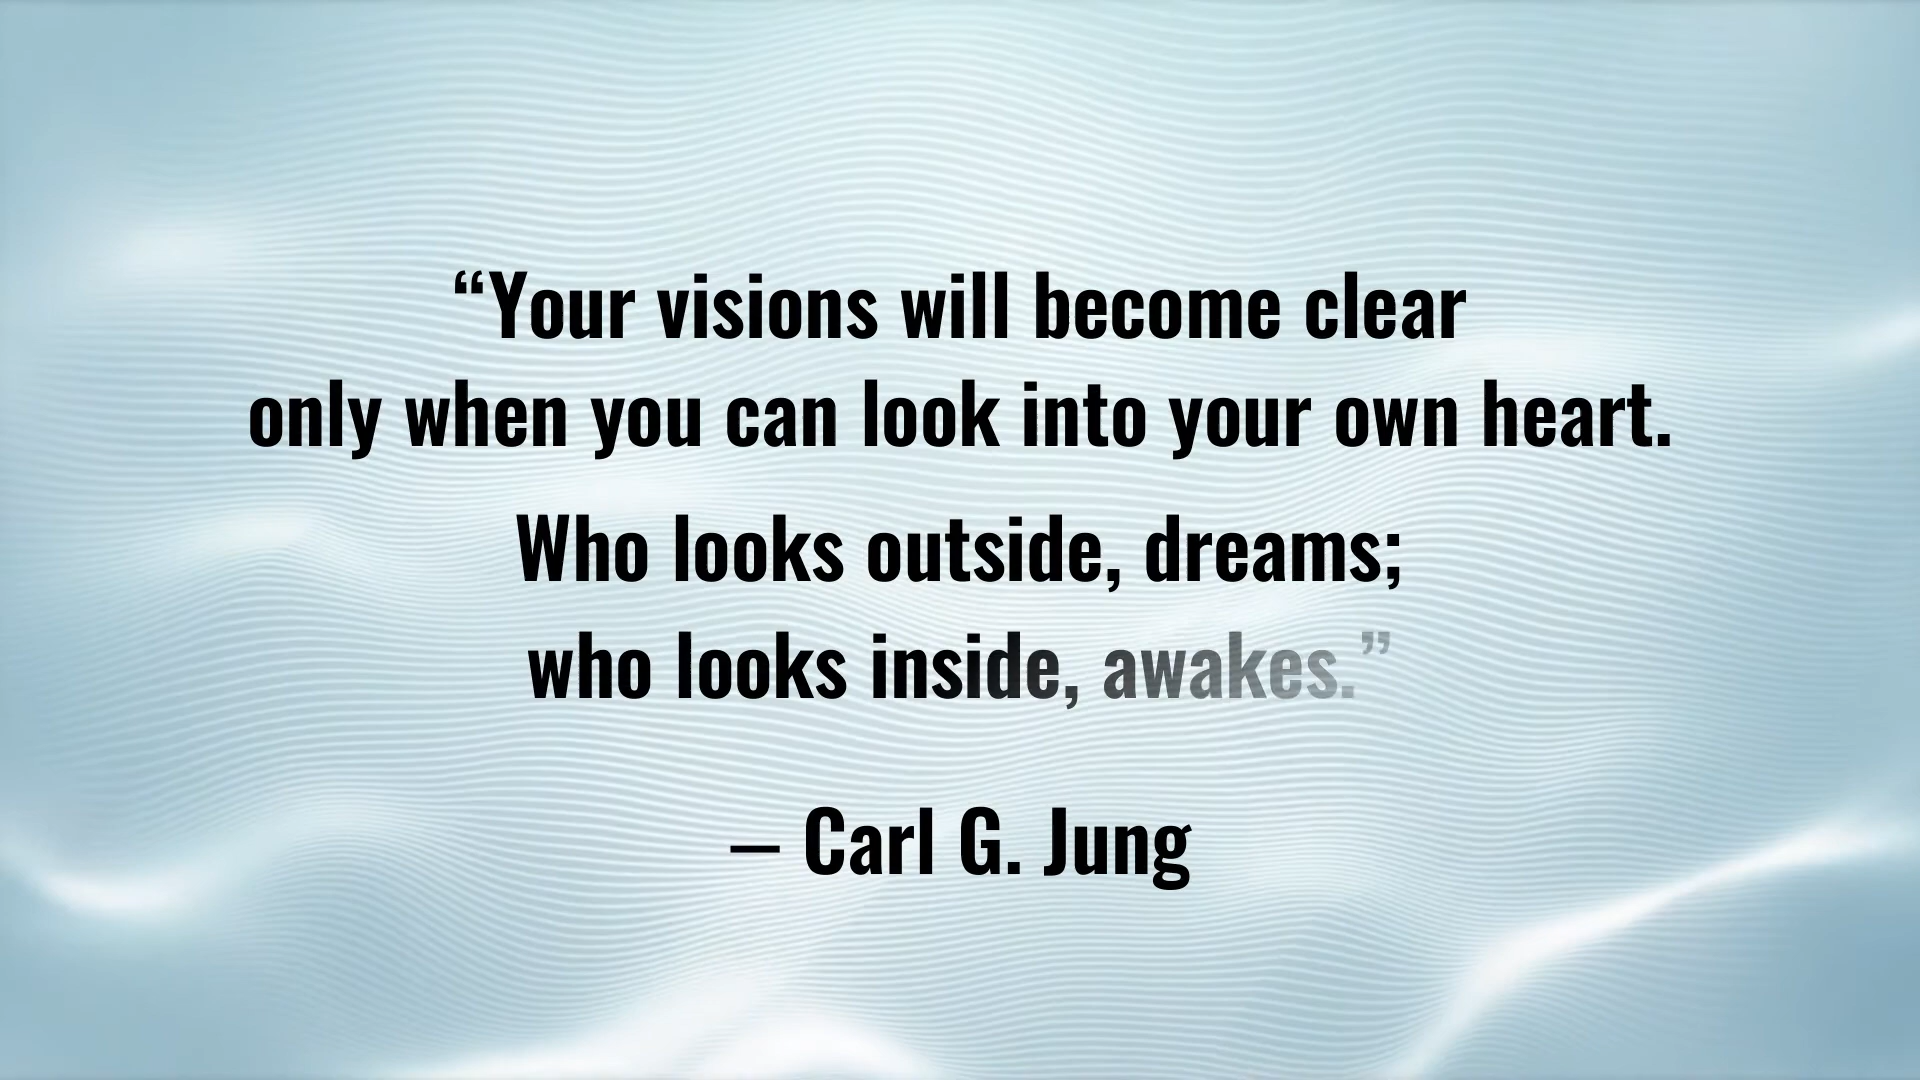 “Your visions will become clear
only when you can look into your own heart.
Who looks outside, dreams;
who looks inside, awakes.”
– Carl G. Jung